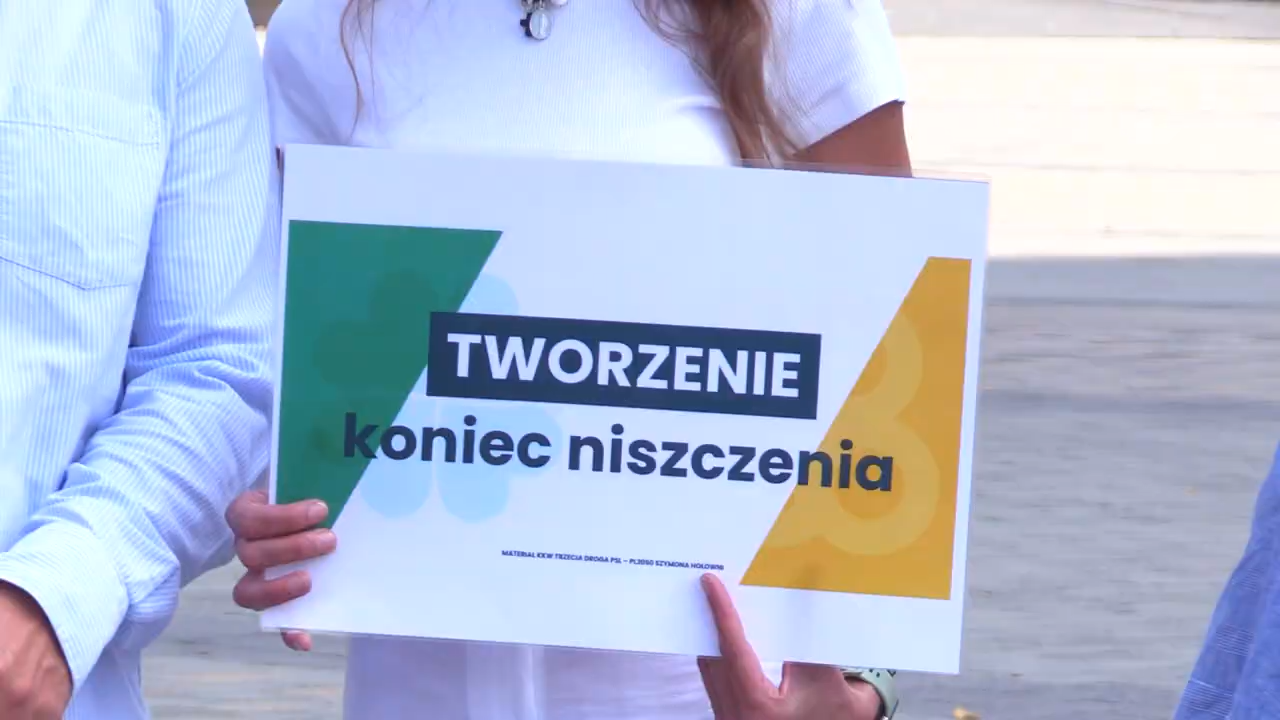 TWORZENIE
koniec niszczenia
MATERIAŁ KKW TRZECIA DROGA PSL – PL2050 SZYMONA HOŁOWNI